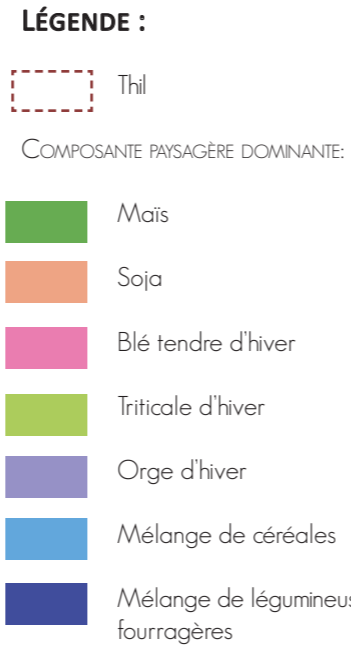 LÉGENDE :
Thil
COMPOSANTE PAYSAGÈRE DOMINANTE:
Maïs
Soja
Blé tendre d'hiver
Triticale d'hiver
Orge d'hiver
Mélange de céréales
Mélange de légumineus
fourragères